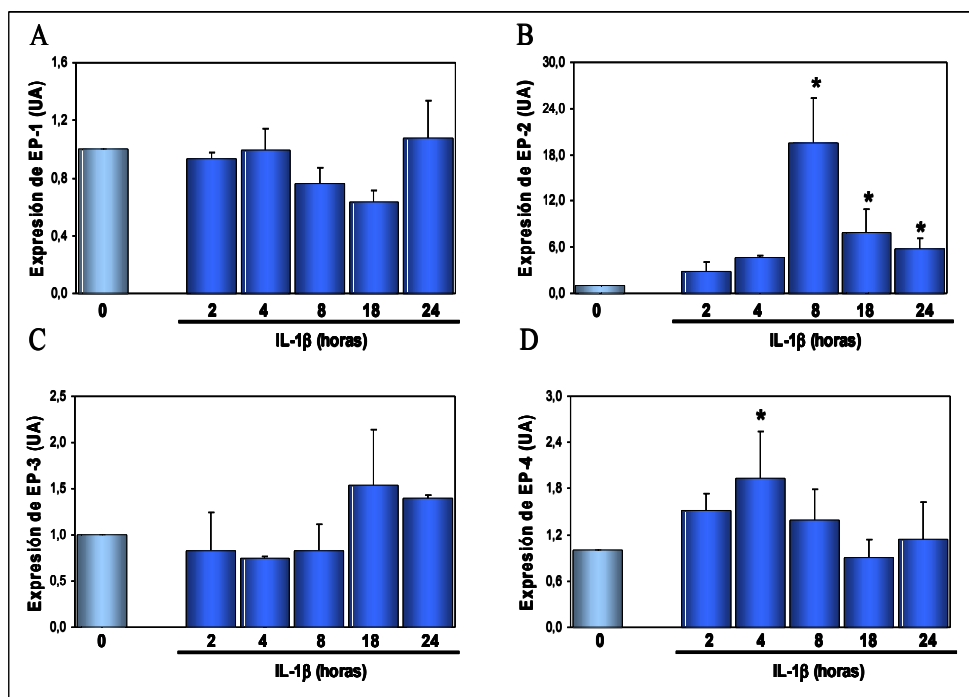 A
Expresión de EP-1 (UA)
1,6
1,2
0,8
0,4
0,0
0 2 4 8 18 24
IL-1β (horas)
B
Expresión de EP-2 (UA)
30,0
24,0
18,0
12,0
6,0
0,0
* * *
0 2 4 8 18 24
IL-1β (horas)
C
Expresión de EP-3 (UA)
2,5
2,0
1,5
1,0
0,5
0,0
0 2 4 8 18 24
IL-1β (horas)
D
Expresión de EP-4 (UA)
3,0
2,4
1,8
1,2
0,6
0,0
*
0 2 4 8 18 24
IL-1β (horas)